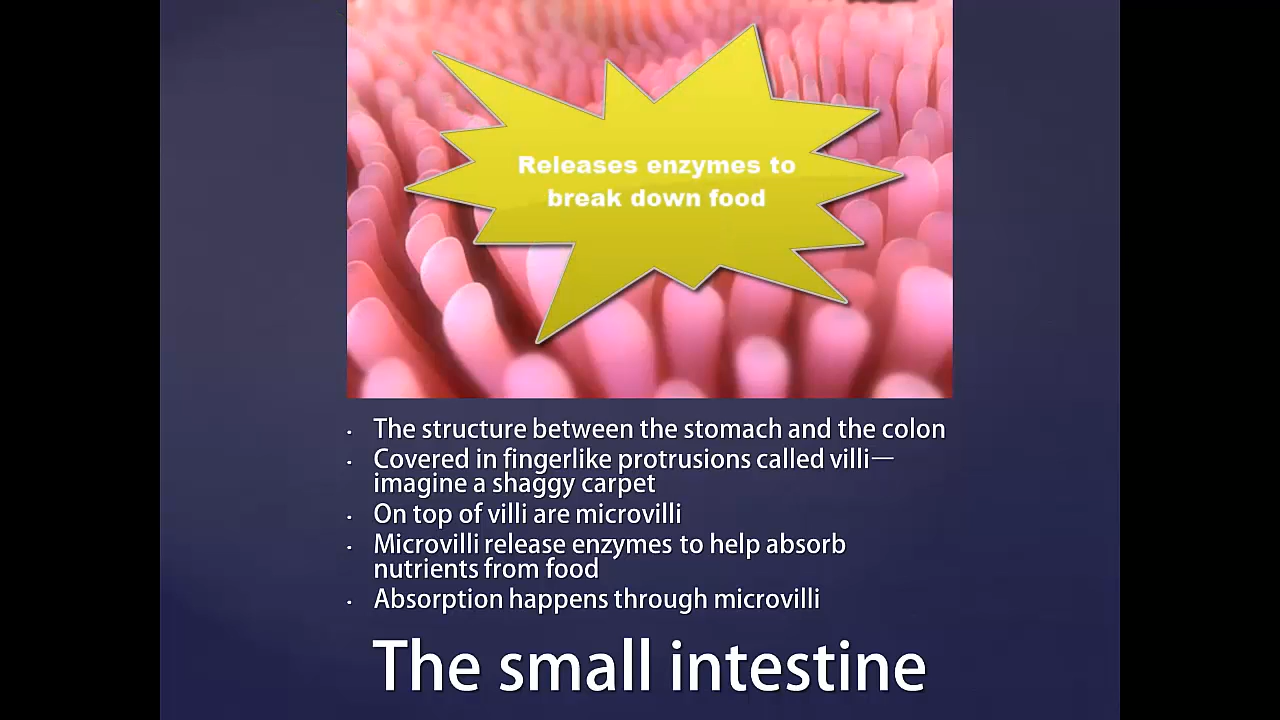 Releases enzymes to
break down food
· The structure between the stomach and the colon
· Covered in fingerlike protrusions called villi—
imagine a shaggy carpet
· On top of villi are microvilli
· Microvilli release enzymes to help absorb
nutrients from food
· Absorption happens through microvilli
The small intestine